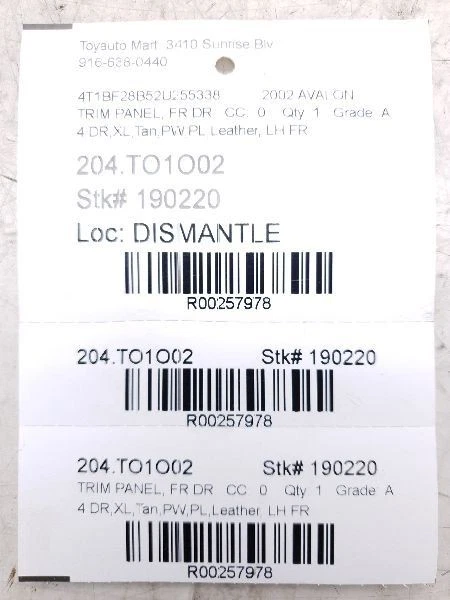 Toyauto Mart 3410 Sunrise Blv
916-638-0440
4T1BF28B52U255338 2002 AVALON
TRIM PANEL, FR DR CC: 0 Qty: 1 Grade: A
4 DR,XL,Tan,PW,PL,Leather, LH FR
204.TO1O02
Stk# 190220
Loc: DISMANTLE
R00257978
204.TO1O02 Stk# 190220
R00257978
204.TO1O02 Stk# 190220
TRIM PANEL, FR DR CC: 0 Qty: 1 Grade: A
4 DR,XL,Tan,PW,PL,Leather, LH FR
R00257978